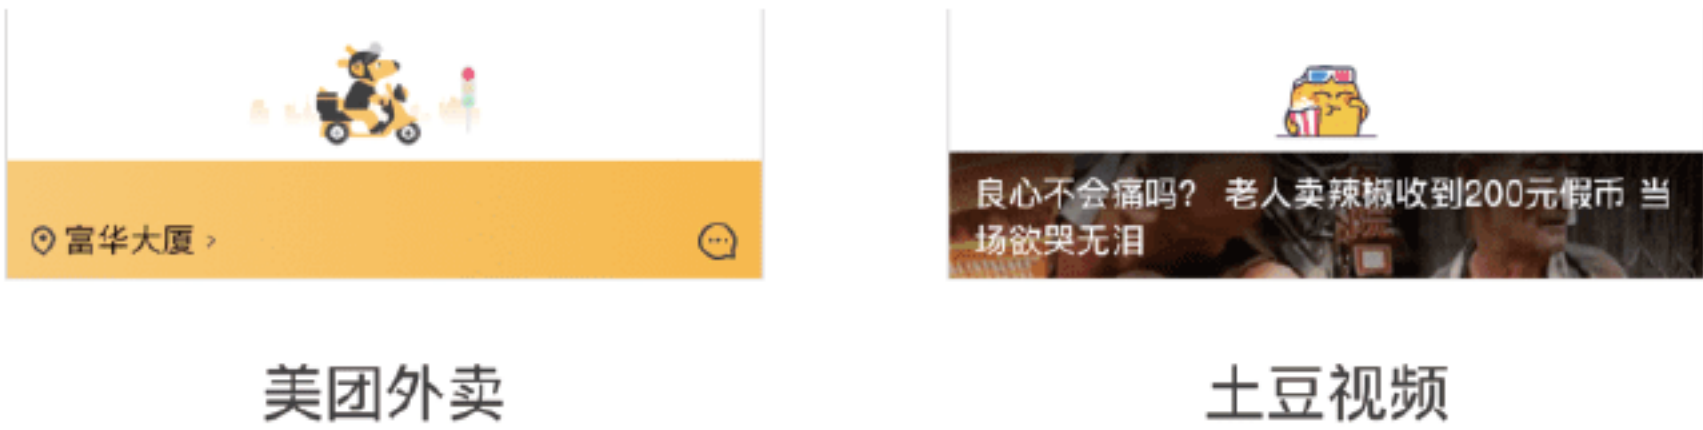 富华大厦 >
良心不会痛吗? 老人卖辣椒收到200元假币 当
场欲哭无泪
美团外卖
土豆视频